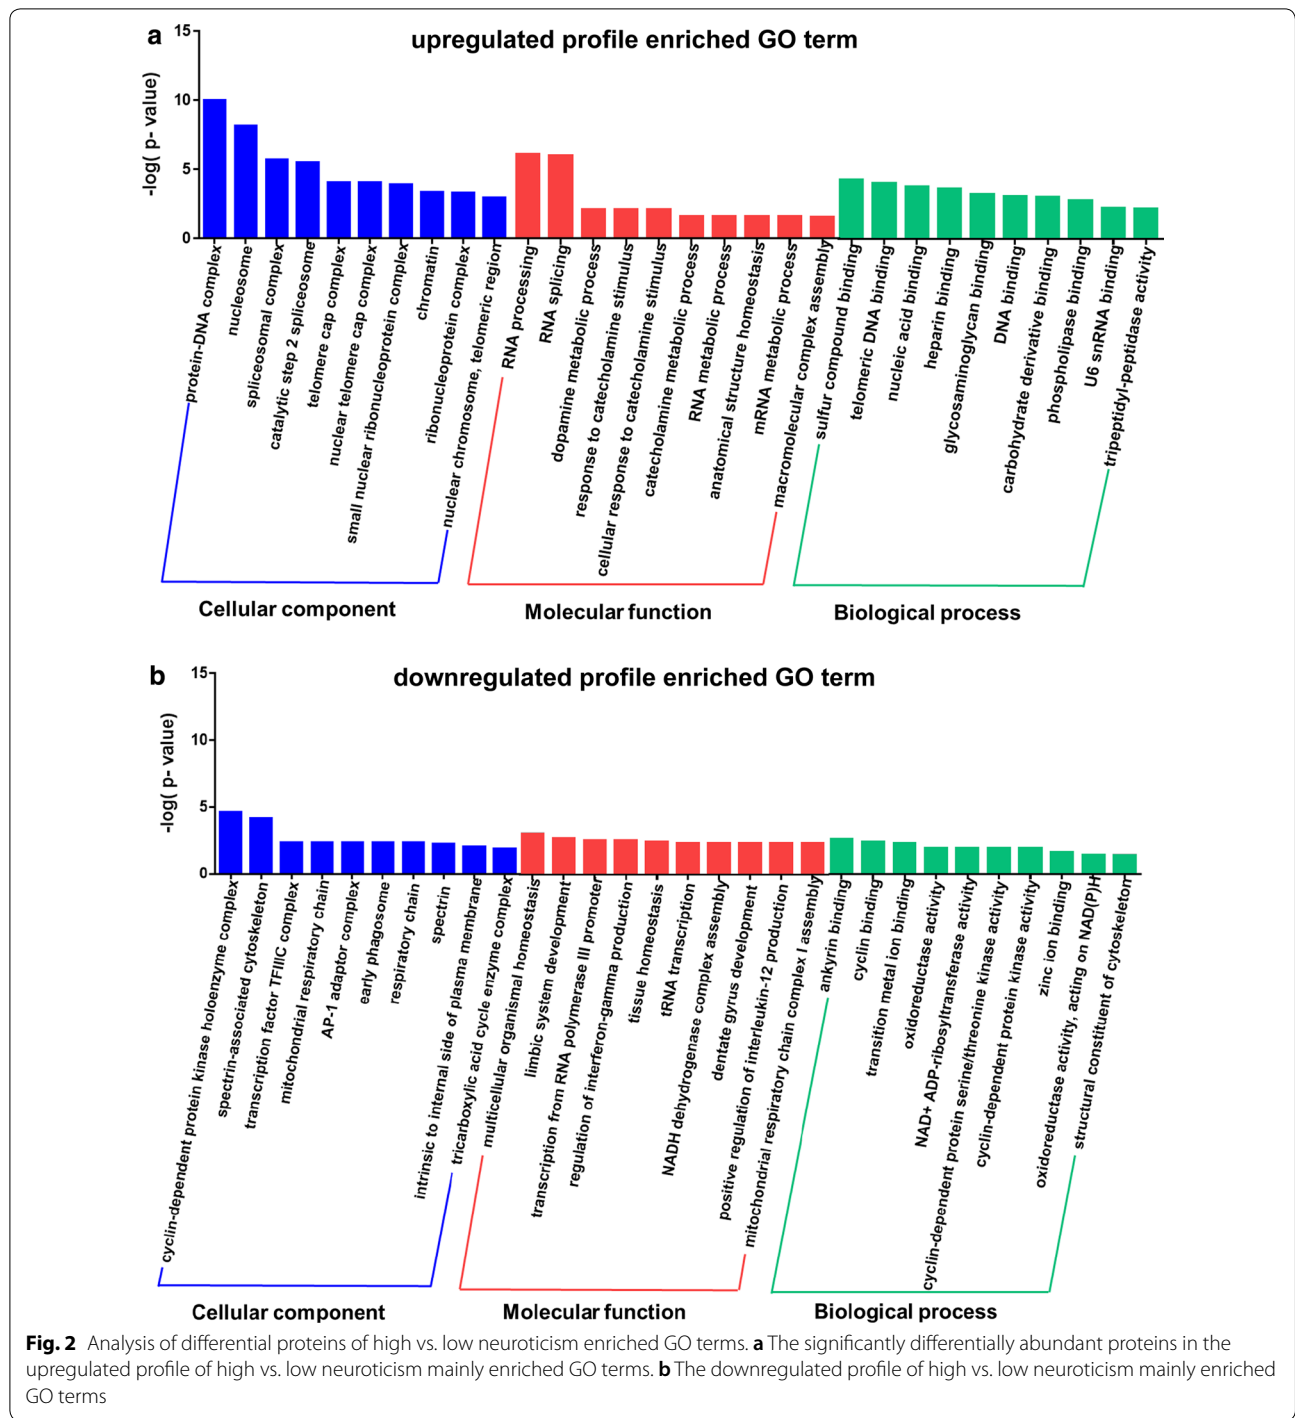 a
upregulated profile enriched GO term
-log( p- value)
15
10
5
0
protein-DNA complex
nucleosome
spliceosomal complex
catalytic step 2 spliceosome
telomere cap complex
nuclear telomere cap complex
small nuclear ribonucleoprotein complex
chromatin
ribonucleoprotein complex
nuclear chromosome, telomeric region
RNA processing
RNA splicing
dopamine metabolic process
response to catecholamine stimulus
cellular response to catecholamine stimulus
catecholamine metabolic process
RNA metabolic process
anatomical structure homeostasis
mRNA metabolic process
macromolecular complex assembly
sulfur compound binding
telomeric DNA binding
nucleic acid binding
heparin binding
glycosaminoglycan binding
DNA binding
carbohydrate derivative binding
phospholipase binding
U6 snRNA binding
tripeptidyl-peptidase activity
Cellular component
Molecular function
Biological process
b
downregulated profile enriched GO term
-log( p- value)
15
10
5
0
cyclin-dependent protein kinase holoenzyme complex
spectrin-associated cytoskeleton
transcription factor TFIIIC complex
mitochondrial respiratory chain
AP-1 adaptor complex
early phagosome
respiratory chain
spectrin
intrinsic to internal side of plasma membrane
tricarboxylic acid cycle enzyme complex
multicellular organismal homeostasis
limbic system development
transcription from RNA polymerase III promoter
regulation of interferon-gamma production
tissue homeostasis
tRNA transcription
NADH dehydrogenase complex assembly
dentate gyrus development
positive regulation of interleukin-12 production
mitochondrial respiratory chain complex I assembly
ankyrin binding
cyclin binding
transition metal ion binding
oxidoreductase activity
NAD+ ADP-ribosyltransferase activity
cyclin-dependent protein serine/threonine kinase activity
cyclin-dependent protein kinase activity
zinc ion binding
oxidoreductase activity, acting on NAD(P)H
structural constituent of cytoskeleton
Cellular component
Molecular function
Biological process
Fig. 2 Analysis of differential proteins of high vs. low neuroticism enriched GO terms. a The significantly differentially abundant proteins in the
upregulated profile of high vs. low neuroticism mainly enriched GO terms. b The downregulated profile of high vs. low neuroticism mainly enriched
GO terms